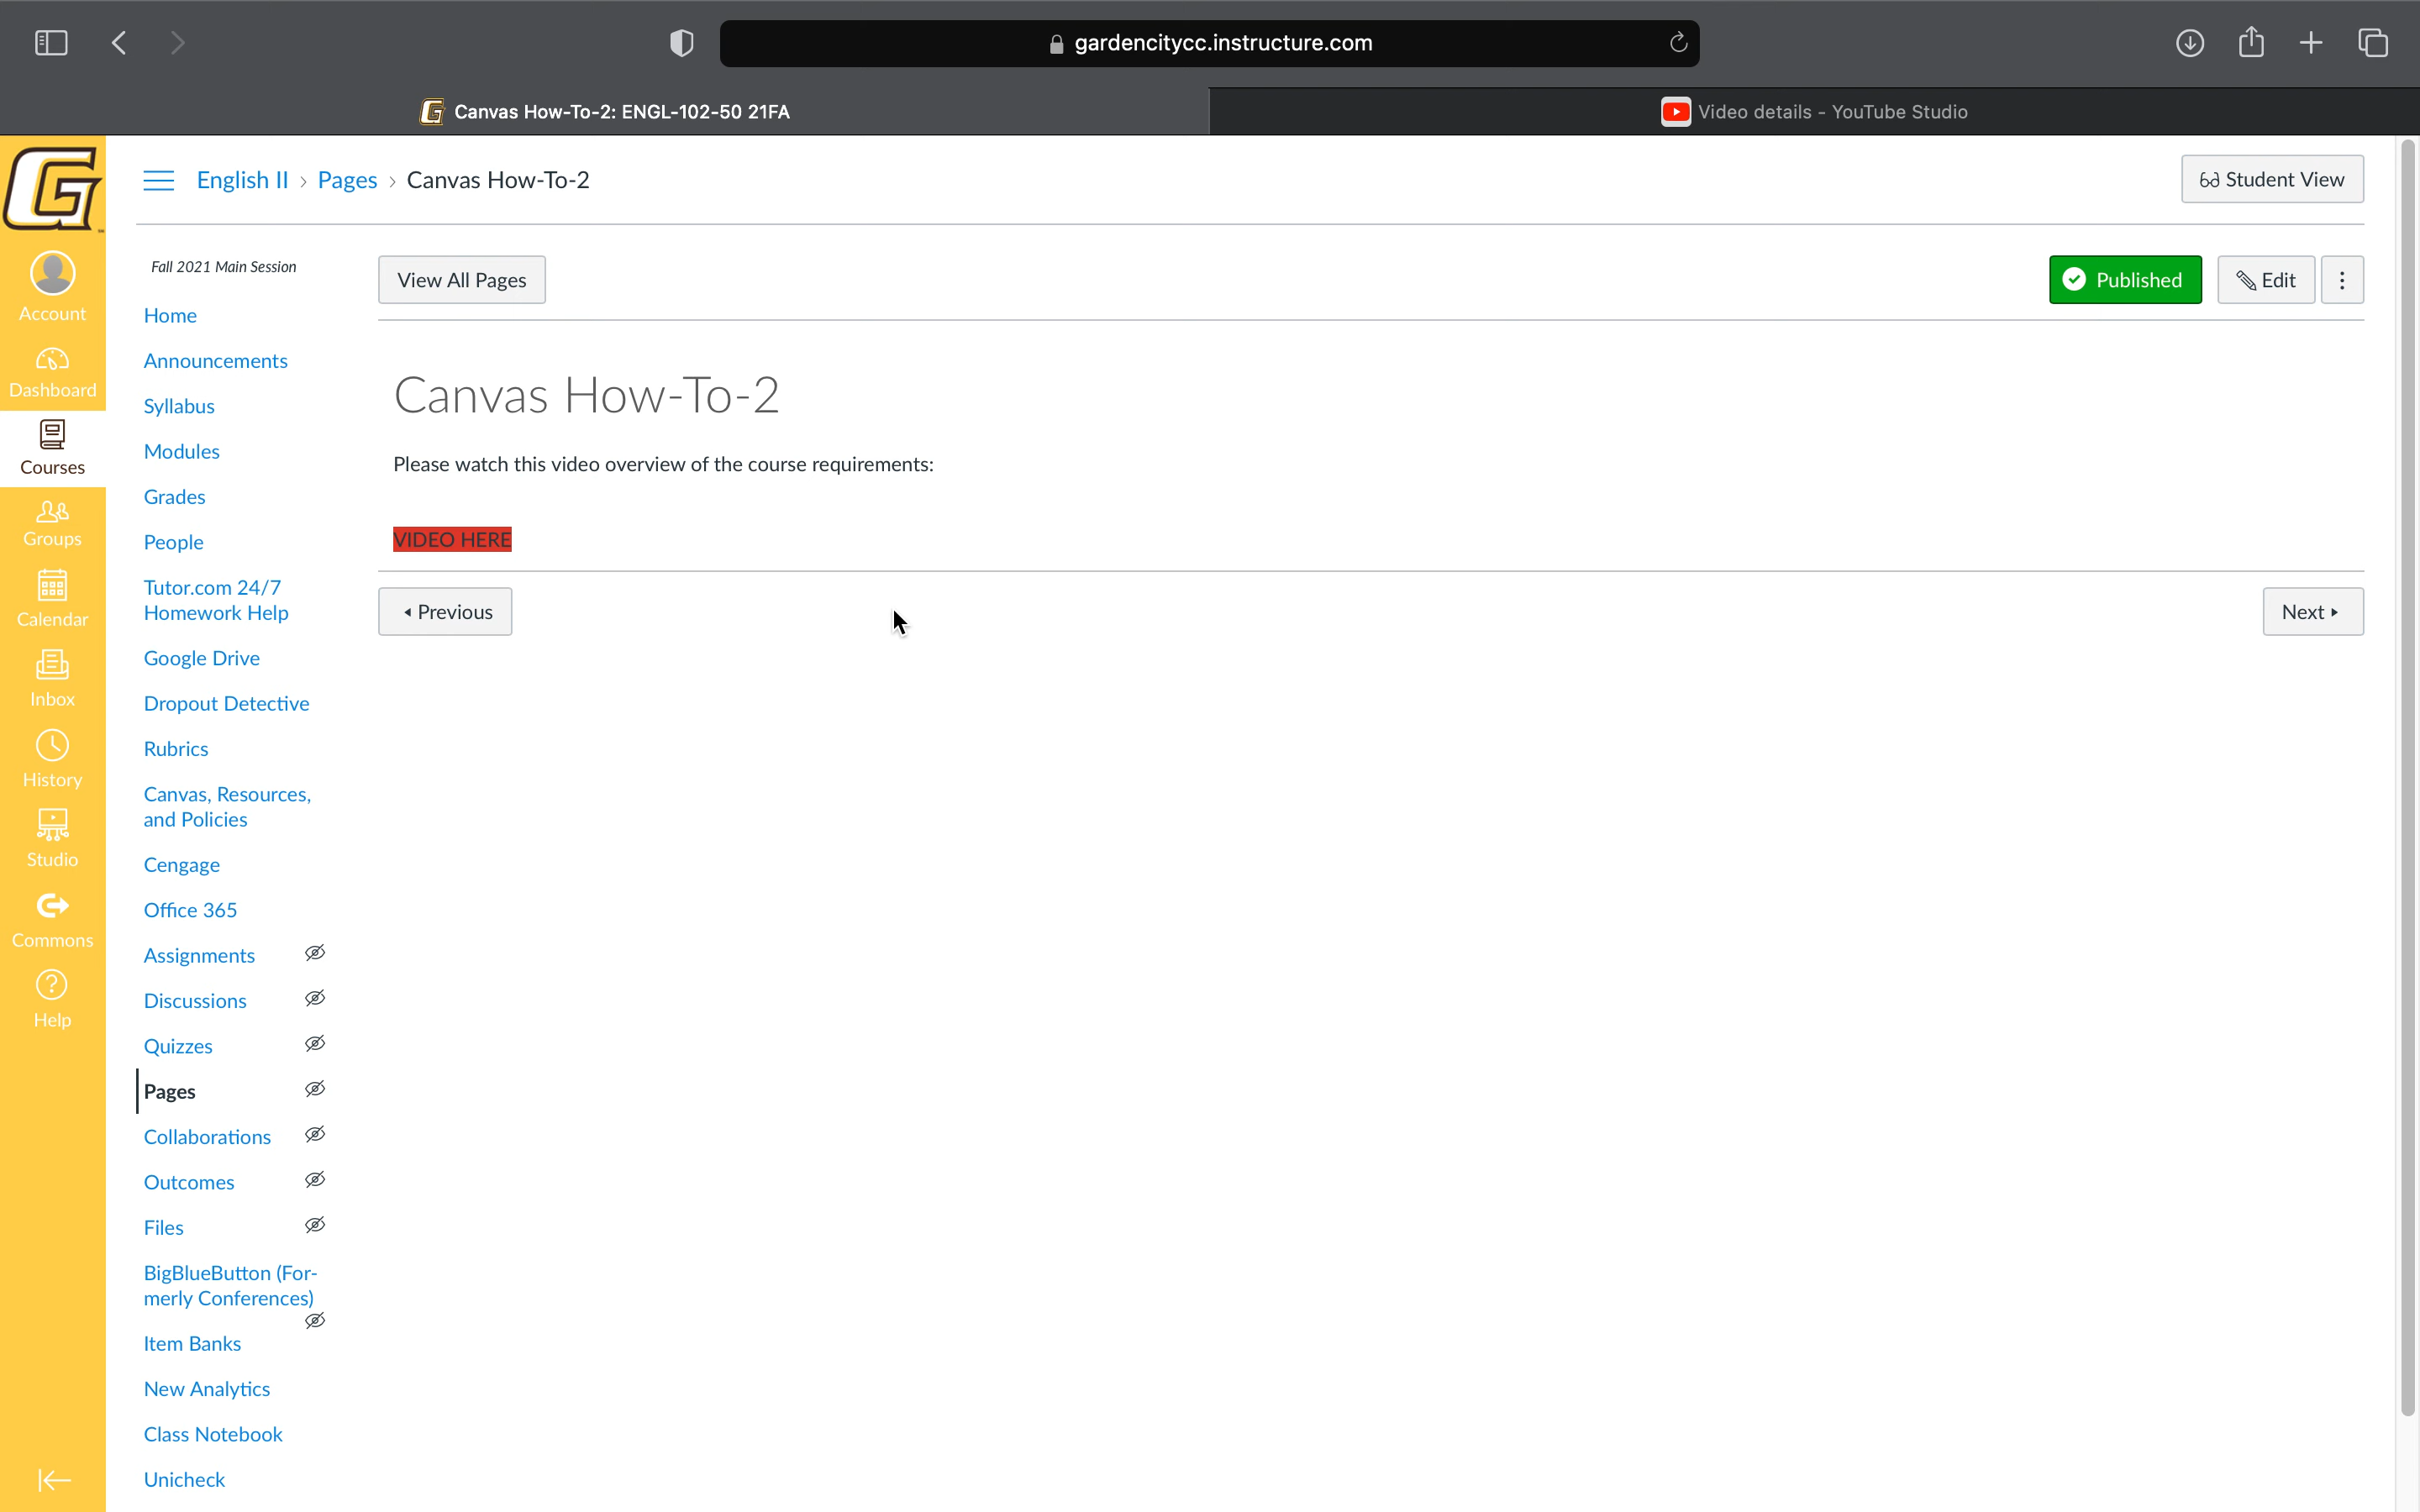 gardencitycc.instructure.com
Canvas How-To-2: ENGL-102-50 21FA
Video details - YouTube Studio
English II › Pages › Canvas How-To-2
Student View
Account
Dashboard
Courses
Groups
Calendar
Inbox
History
Studio
Commons
Help
Fall 2021 Main Session
Home
Announcements
Syllabus
Modules
Grades
People
Tutor.com 24/7
Homework Help
Google Drive
Dropout Detective
Rubrics
Canvas, Resources,
and Policies
Cengage
Office 365
Assignments
Discussions
Quizzes
Pages
Collaborations
Outcomes
Files
BigBlueButton (For-
merly Conferences)
Item Banks
New Analytics
Class Notebook
Unicheck
View All Pages
Published
Edit
Canvas How-To-2
Please watch this video overview of the course requirements:
VIDEO HERE
Previous
Next